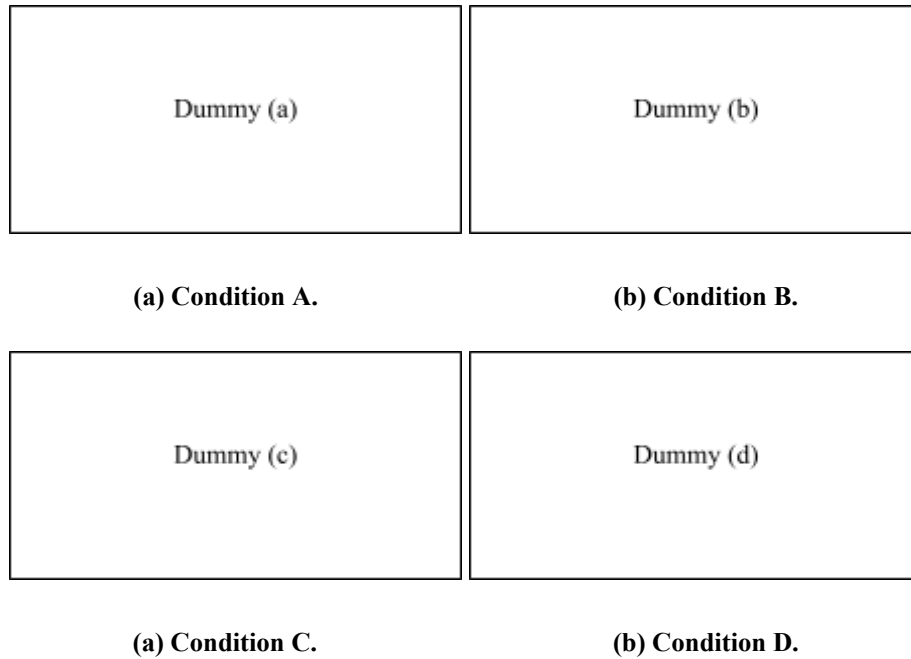 Dummy (a) Dummy (b)
(a) Condition A. (b) Condition B.
Dummy (c) Dummy (d)
(a) Condition C. (b) Condition D.